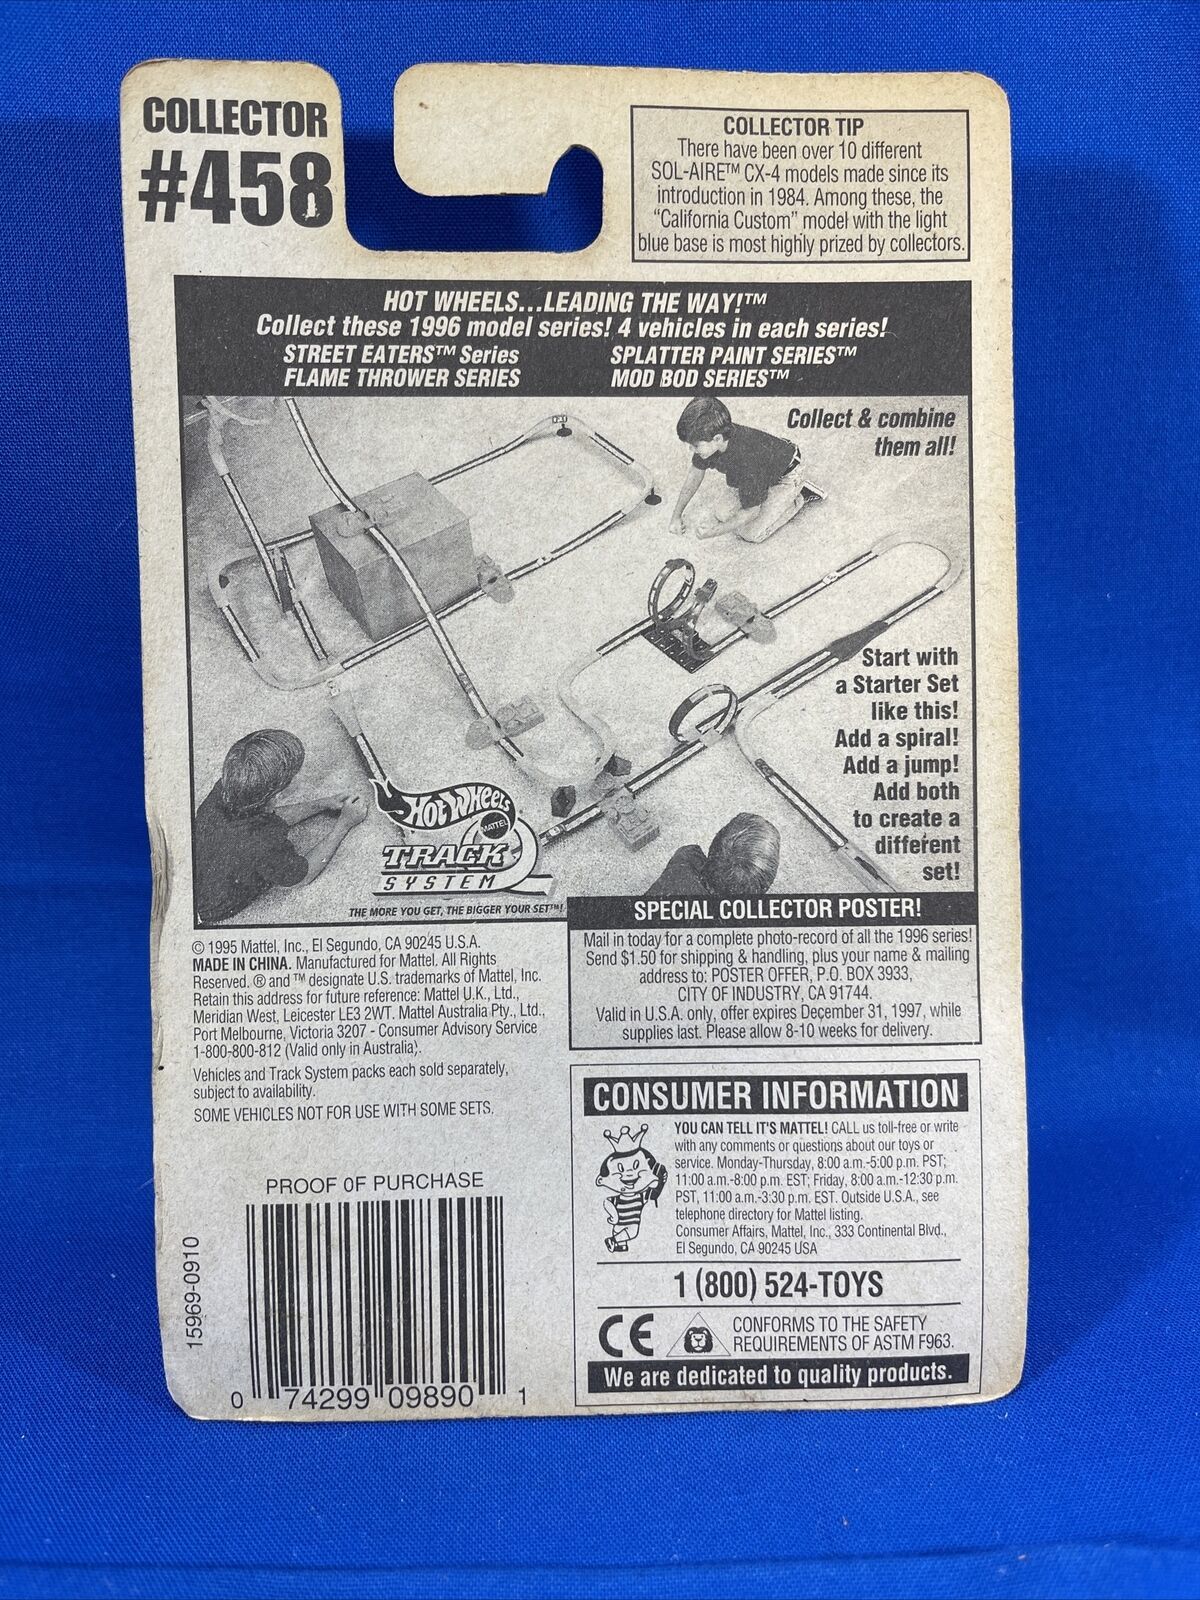 COLLECTOR
#458
COLLECTOR TIP
There have been over 10 different
SOL-AIRE™ CX-4 models made since its
introduction in 1984. Among these, the
"California Custom" model with the light
blue base is most highly prized by collectors.
HOT WHEELS...LEADING THE WAY!™
Collect these 1996 model series! 4 vehicles in each series!
STREET EATERS™ Series
FLAME THROWER SERIES
SPLATTER PAINT SERIES™
MOD BOD SERIES™
Collect & combine
them all!
Start with
a Starter Set
like this!
Add a spiral!
Add a jump!
Add both
to create a
different
set!
Hot Wheels
MATTEL
TRACK
SYSTEM
THE MORE YOU GET, THE BIGGER YOUR SET™!
© 1995 Mattel, Inc., El Segundo, CA 90245 U.S.A.
MADE IN CHINA. Manufactured for Mattel. All Rights
Reserved. ® and ™ designate U.S. trademarks of Mattel, Inc.
Retain this address for future reference: Mattel U.K., Ltd.,
Meridian West, Leicester LE3 2WT. Mattel Australia Pty., Ltd.,
Port Melbourne, Victoria 3207 - Consumer Advisory Service
1-800-800-812 (Valid only in Australia).
Vehicles and Track System packs each sold separately,
subject to availability.
SOME VEHICLES NOT FOR USE WITH SOME SETS.
SPECIAL COLLECTOR POSTER!
Mail in today for a complete photo-record of all the 1996 series!
Send $1.50 for shipping & handling, plus your name & mailing
address to: POSTER OFFER, P.O. BOX 3933,
CITY OF INDUSTRY, CA 91744.
Valid in U.S.A. only, offer expires December 31, 1997, while
supplies last. Please allow 8-10 weeks for delivery.
CONSUMER INFORMATION
YOU CAN TELL IT'S MATTEL! CALL us toll-free or write
with any comments or questions about our toys or
service. Monday-Thursday, 8:00 a.m.-5:00 p.m. PST;
11:00 a.m.-8:00 p.m. EST; Friday, 8:00 a.m.-12:30 p.m.
PST, 11:00 a.m.-3:30 p.m. EST. Outside U.S.A., see
telephone directory for Mattel listing.
Consumer Affairs, Mattel, Inc., 333 Continental Blvd.,
El Segundo, CA 90245 USA
1 (800) 524-TOYS
CE
CONFORMS TO THE SAFETY
REQUIREMENTS OF ASTM F963.
We are dedicated to quality products.
PROOF OF PURCHASE
15969-0910
0 74299 09890 1